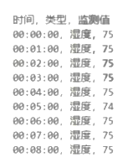 时间, 类型, 监测值
00:00:00, 湿度, 75
00:01:00, 湿度, 75
00:02:00, 湿度, 75
00:03:00, 湿度, 75
00:04:00, 湿度, 75
00:05:00, 湿度, 74
00:06:00, 湿度, 75
00:07:00, 湿度, 75
00:08:00, 湿度, 75